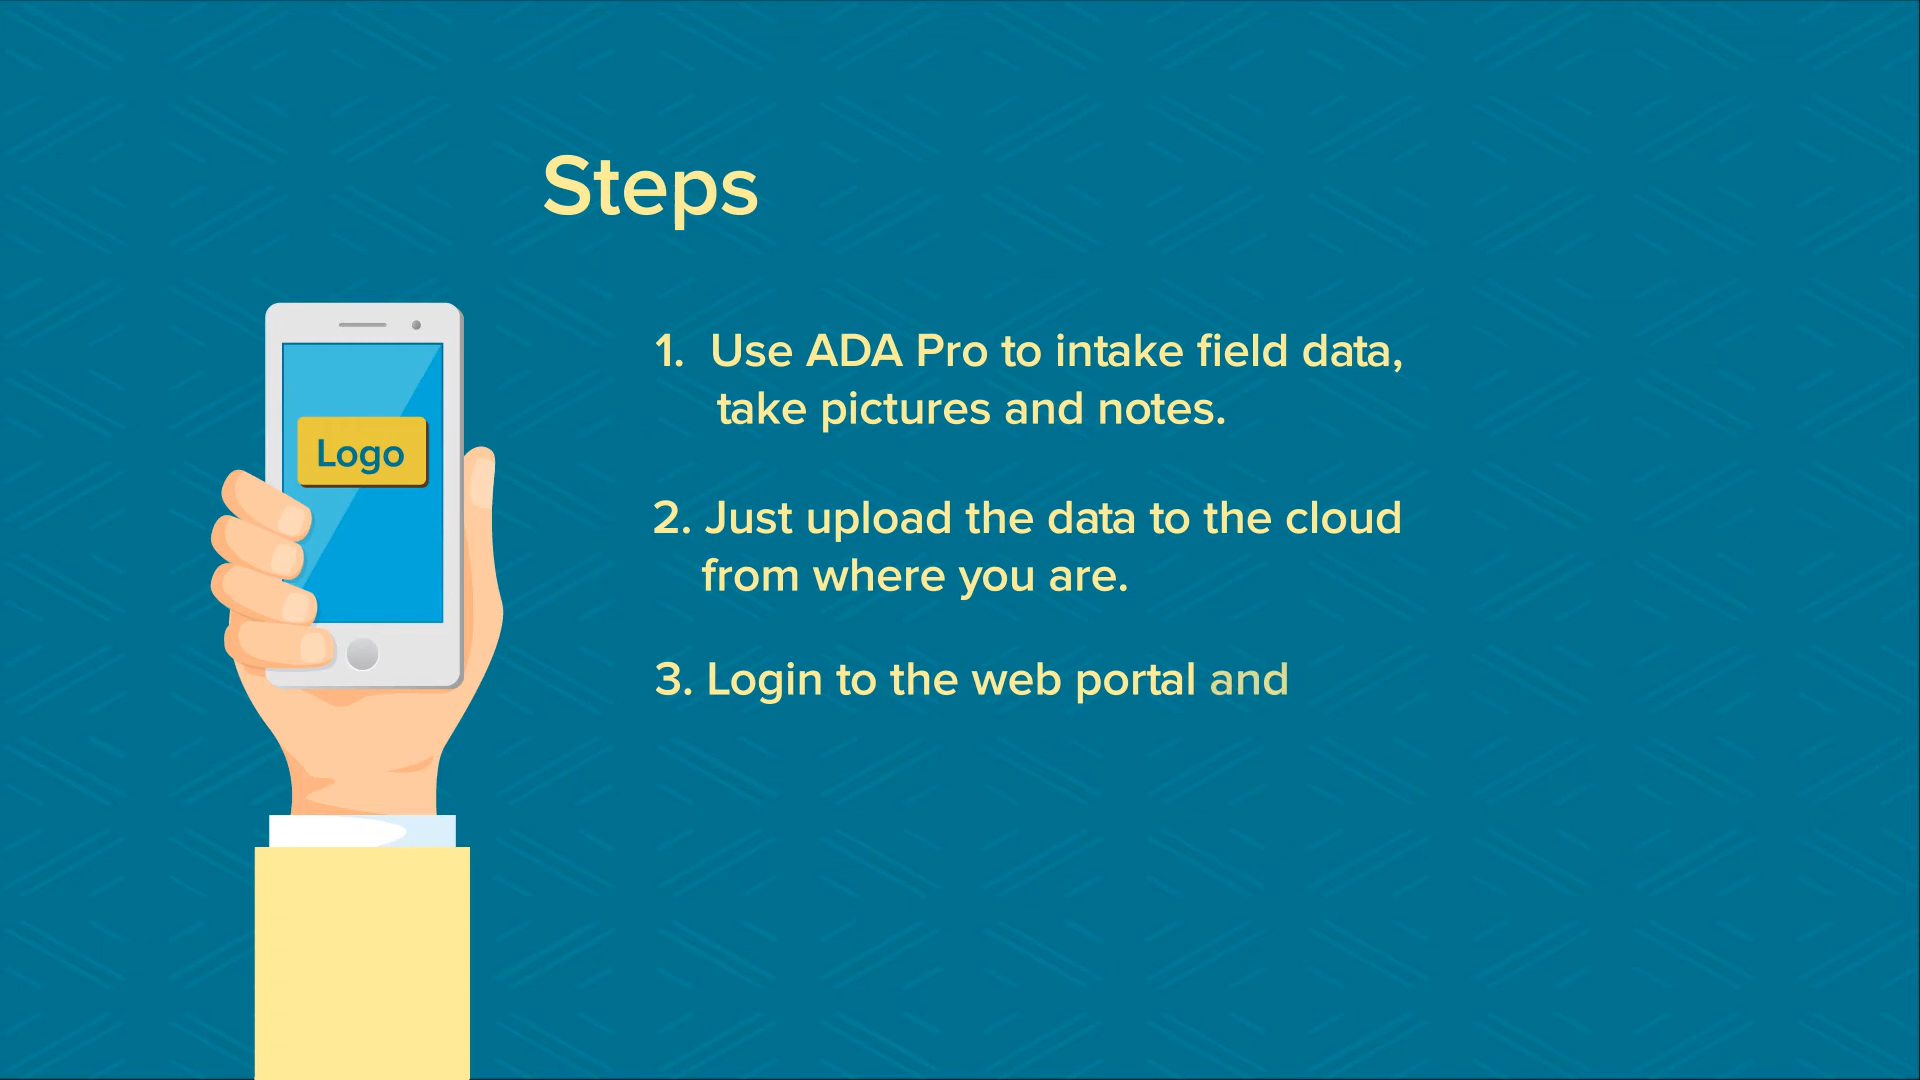 Steps
Logo
1. Use ADA Pro to intake field data,
take pictures and notes.
2. Just upload the data to the cloud
from where you are.
3. Login to the web portal and